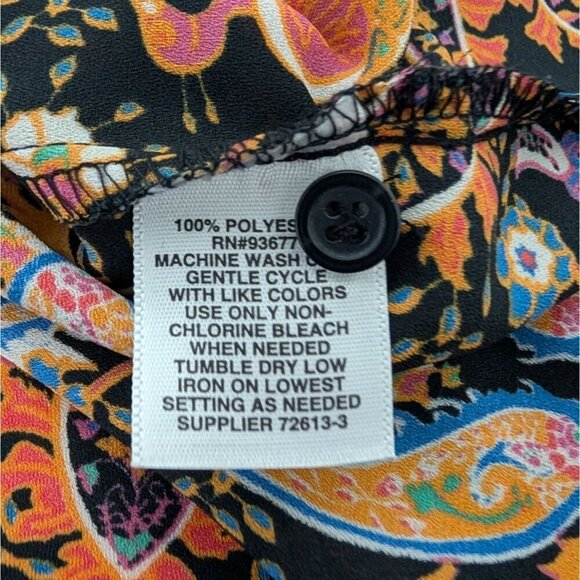 100%
RN#93677
MACHINE WASH
GENTLE CYCLE
WITH LIKE COLORS
USE ONLY NON-
CHLORINE BLEACH
WHEN NEEDED
TUMBLE DRY LOW
IRON ON LOWEST
SETTING AS NEEDED
SUPPLIER 72613-3